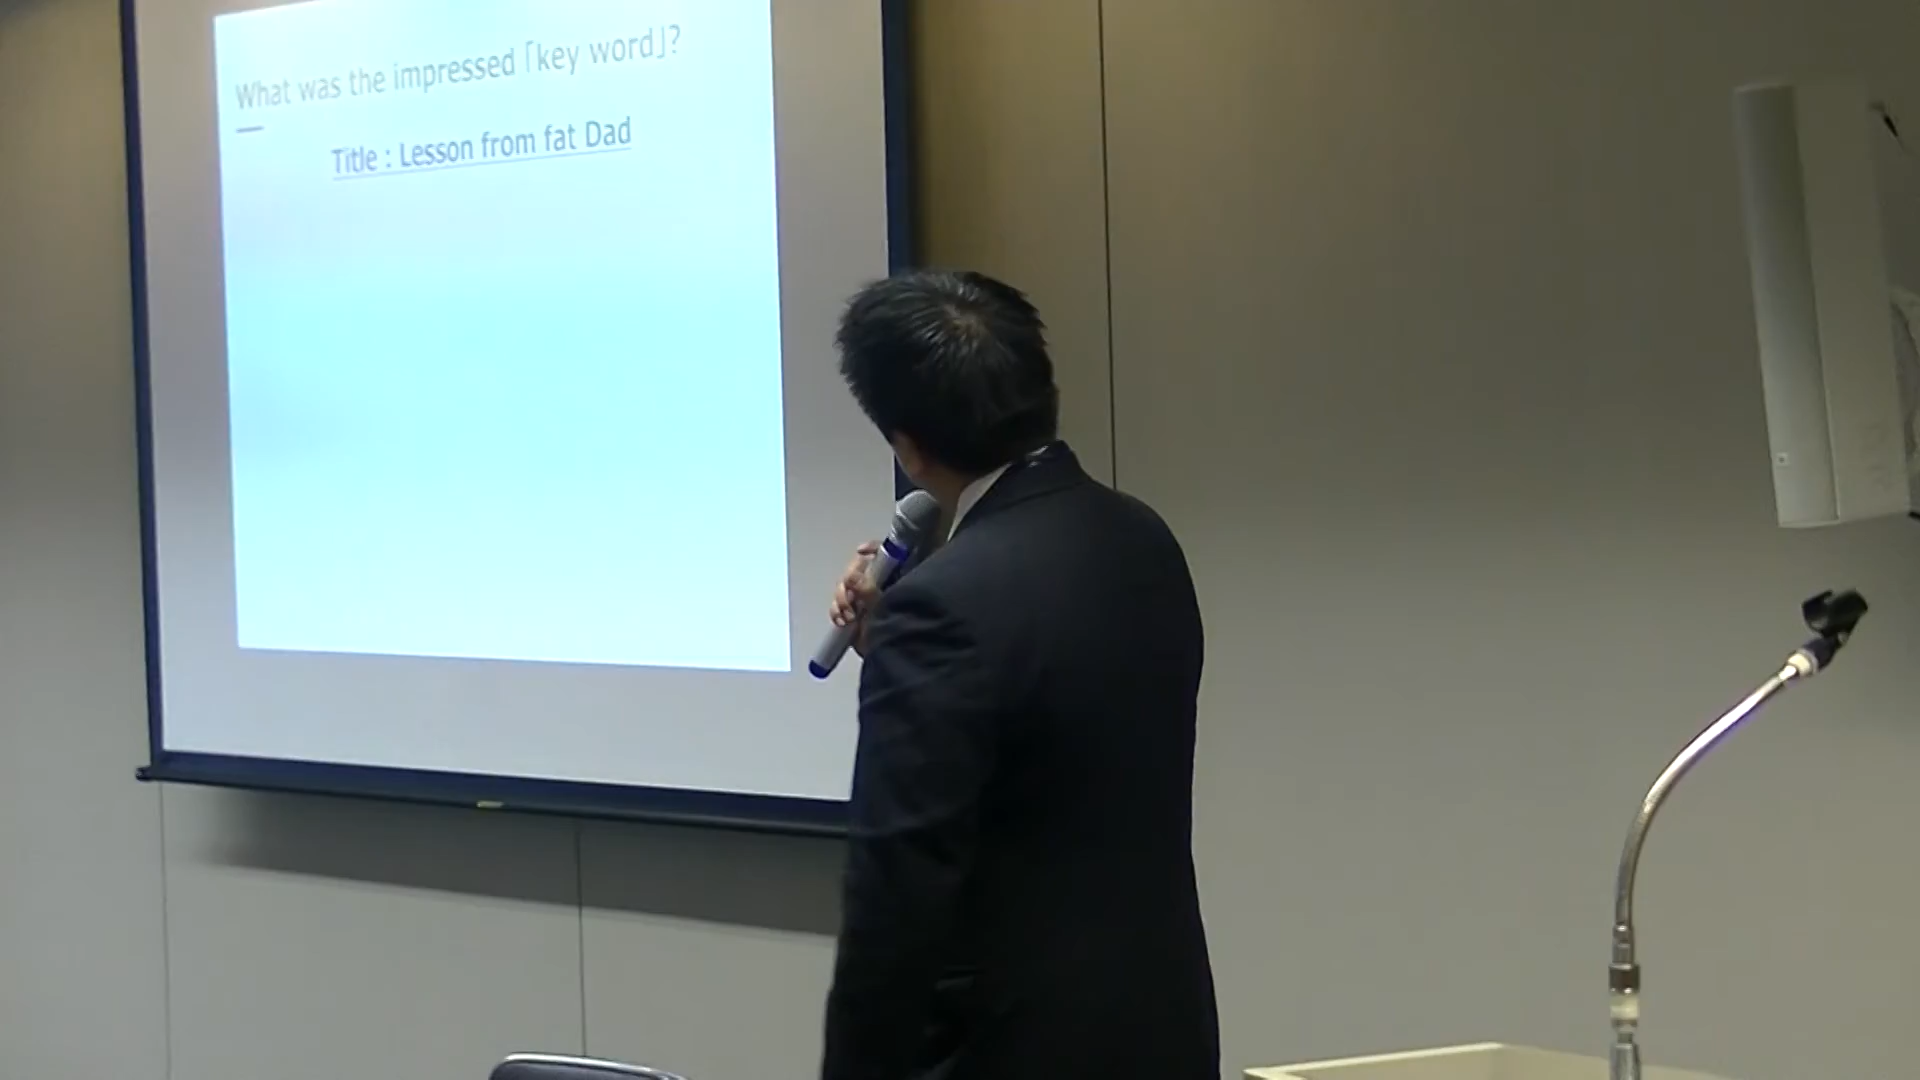 What was the impressed「key word」?
Title : Lesson from fat Dad